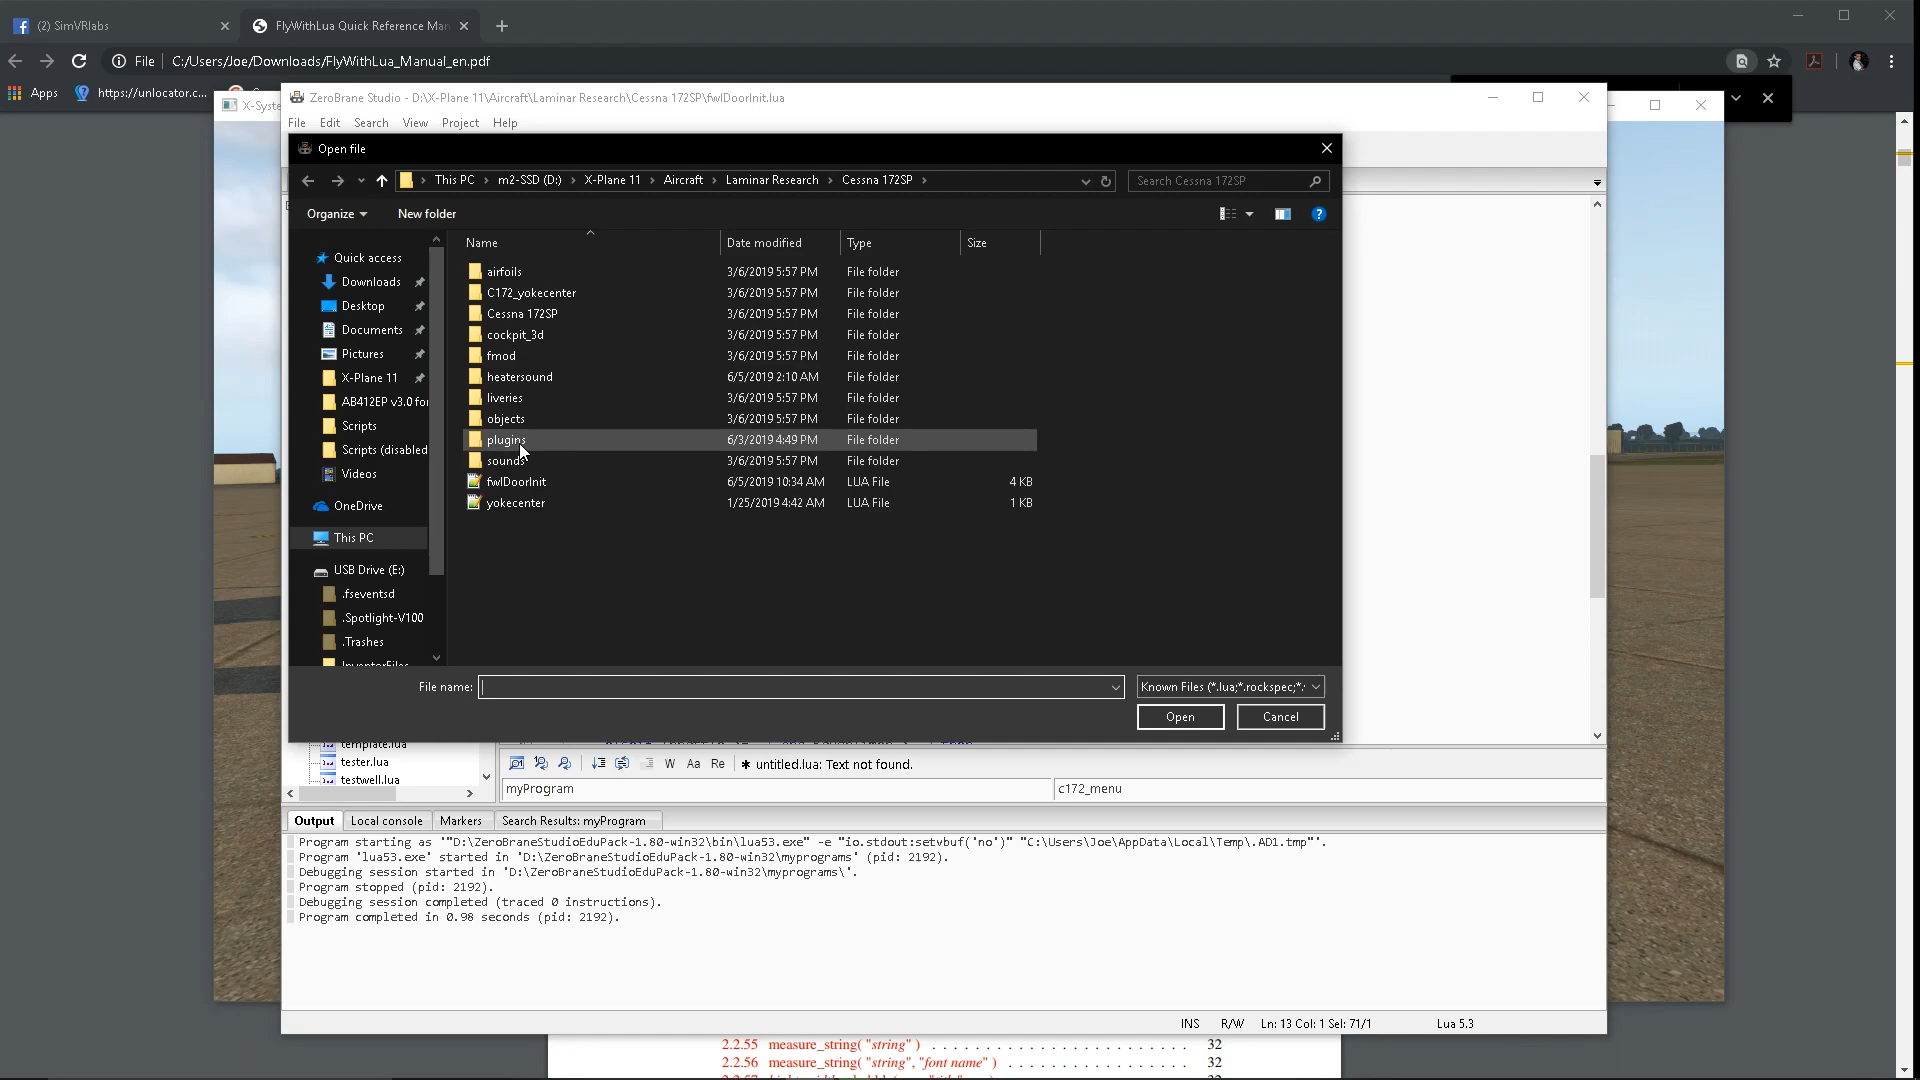 (2) SimVRlabs
FlyWithLua Quick Reference Man
File C:/Users/Joe/Downloads/FlyWithLua_Manual_en.pdf
Apps https://unlocator.c...
X-Syste
ZeroBrane Studio - D:\X-Plane 11\Aircraft\Laminar Research\Cessna 172SP\fwlDoorInit.lua
File Edit Search View Project Help
Open file
This PC > m2-SSD (D:) > X-Plane 11 > Aircraft > Laminar Research > Cessna 172SP >
Search Cessna 172SP
Organize New folder
Name Date modified Type Size
Quick access
Downloads
Desktop
Documents
Pictures
X-Plane 11
AB412EP v3.0 for
Scripts
Scripts (disabled
Videos
OneDrive
This PC
USB Drive (E:)
.fseventsd
.Spotlight-V100
.Trashes
InventorFiles
airfoils 3/6/2019 5:57 PM File folder
C172_yokecenter 3/6/2019 5:57 PM File folder
Cessna 172SP 3/6/2019 5:57 PM File folder
cockpit_3d 3/6/2019 5:57 PM File folder
fmod 3/6/2019 5:57 PM File folder
heatersound 6/5/2019 2:10 AM File folder
liveries 3/6/2019 5:57 PM File folder
objects 3/6/2019 5:57 PM File folder
plugins 6/3/2019 4:49 PM File folder
sounds 3/6/2019 5:57 PM File folder
fwlDoorInit 6/5/2019 10:34 AM LUA File 4 KB
yokecenter 1/25/2019 4:42 AM LUA File 1 KB
File name: Known Files (*.lua;*.rockspec;*.
Open Cancel
template.lua
tester.lua
testwell.lua
W Aa Re ✱ untitled.lua: Text not found.
myProgram c172_menu
Output Local console Markers Search Results: myProgram
Program starting as '"D:\ZeroBraneStudioEduPack-1.80-win32\bin\lua53.exe" -e "io.stdout:setvbuf('no')" "C:\Users\Joe\AppData\Local\Temp\.AD1.tmp"'.
Program 'lua53.exe' started in 'D:\ZeroBraneStudioEduPack-1.80-win32\myprograms' (pid: 2192).
Debugging session started in 'D:\ZeroBraneStudioEduPack-1.80-win32\myprograms\'.
Program stopped (pid: 2192).
Debugging session completed (traced 0 instructions).
Program completed in 0.98 seconds (pid: 2192).
INS R/W Ln: 13 Col: 1 Sel: 71/1 Lua 5.3
2.2.55 measure_string( "string" ) . . . . . . . . . . . . . . . . . . . . . . . . . 32
2.2.56 measure_string( "string", "font name" ) . . . . . . . . . . . . . . . . . . 32